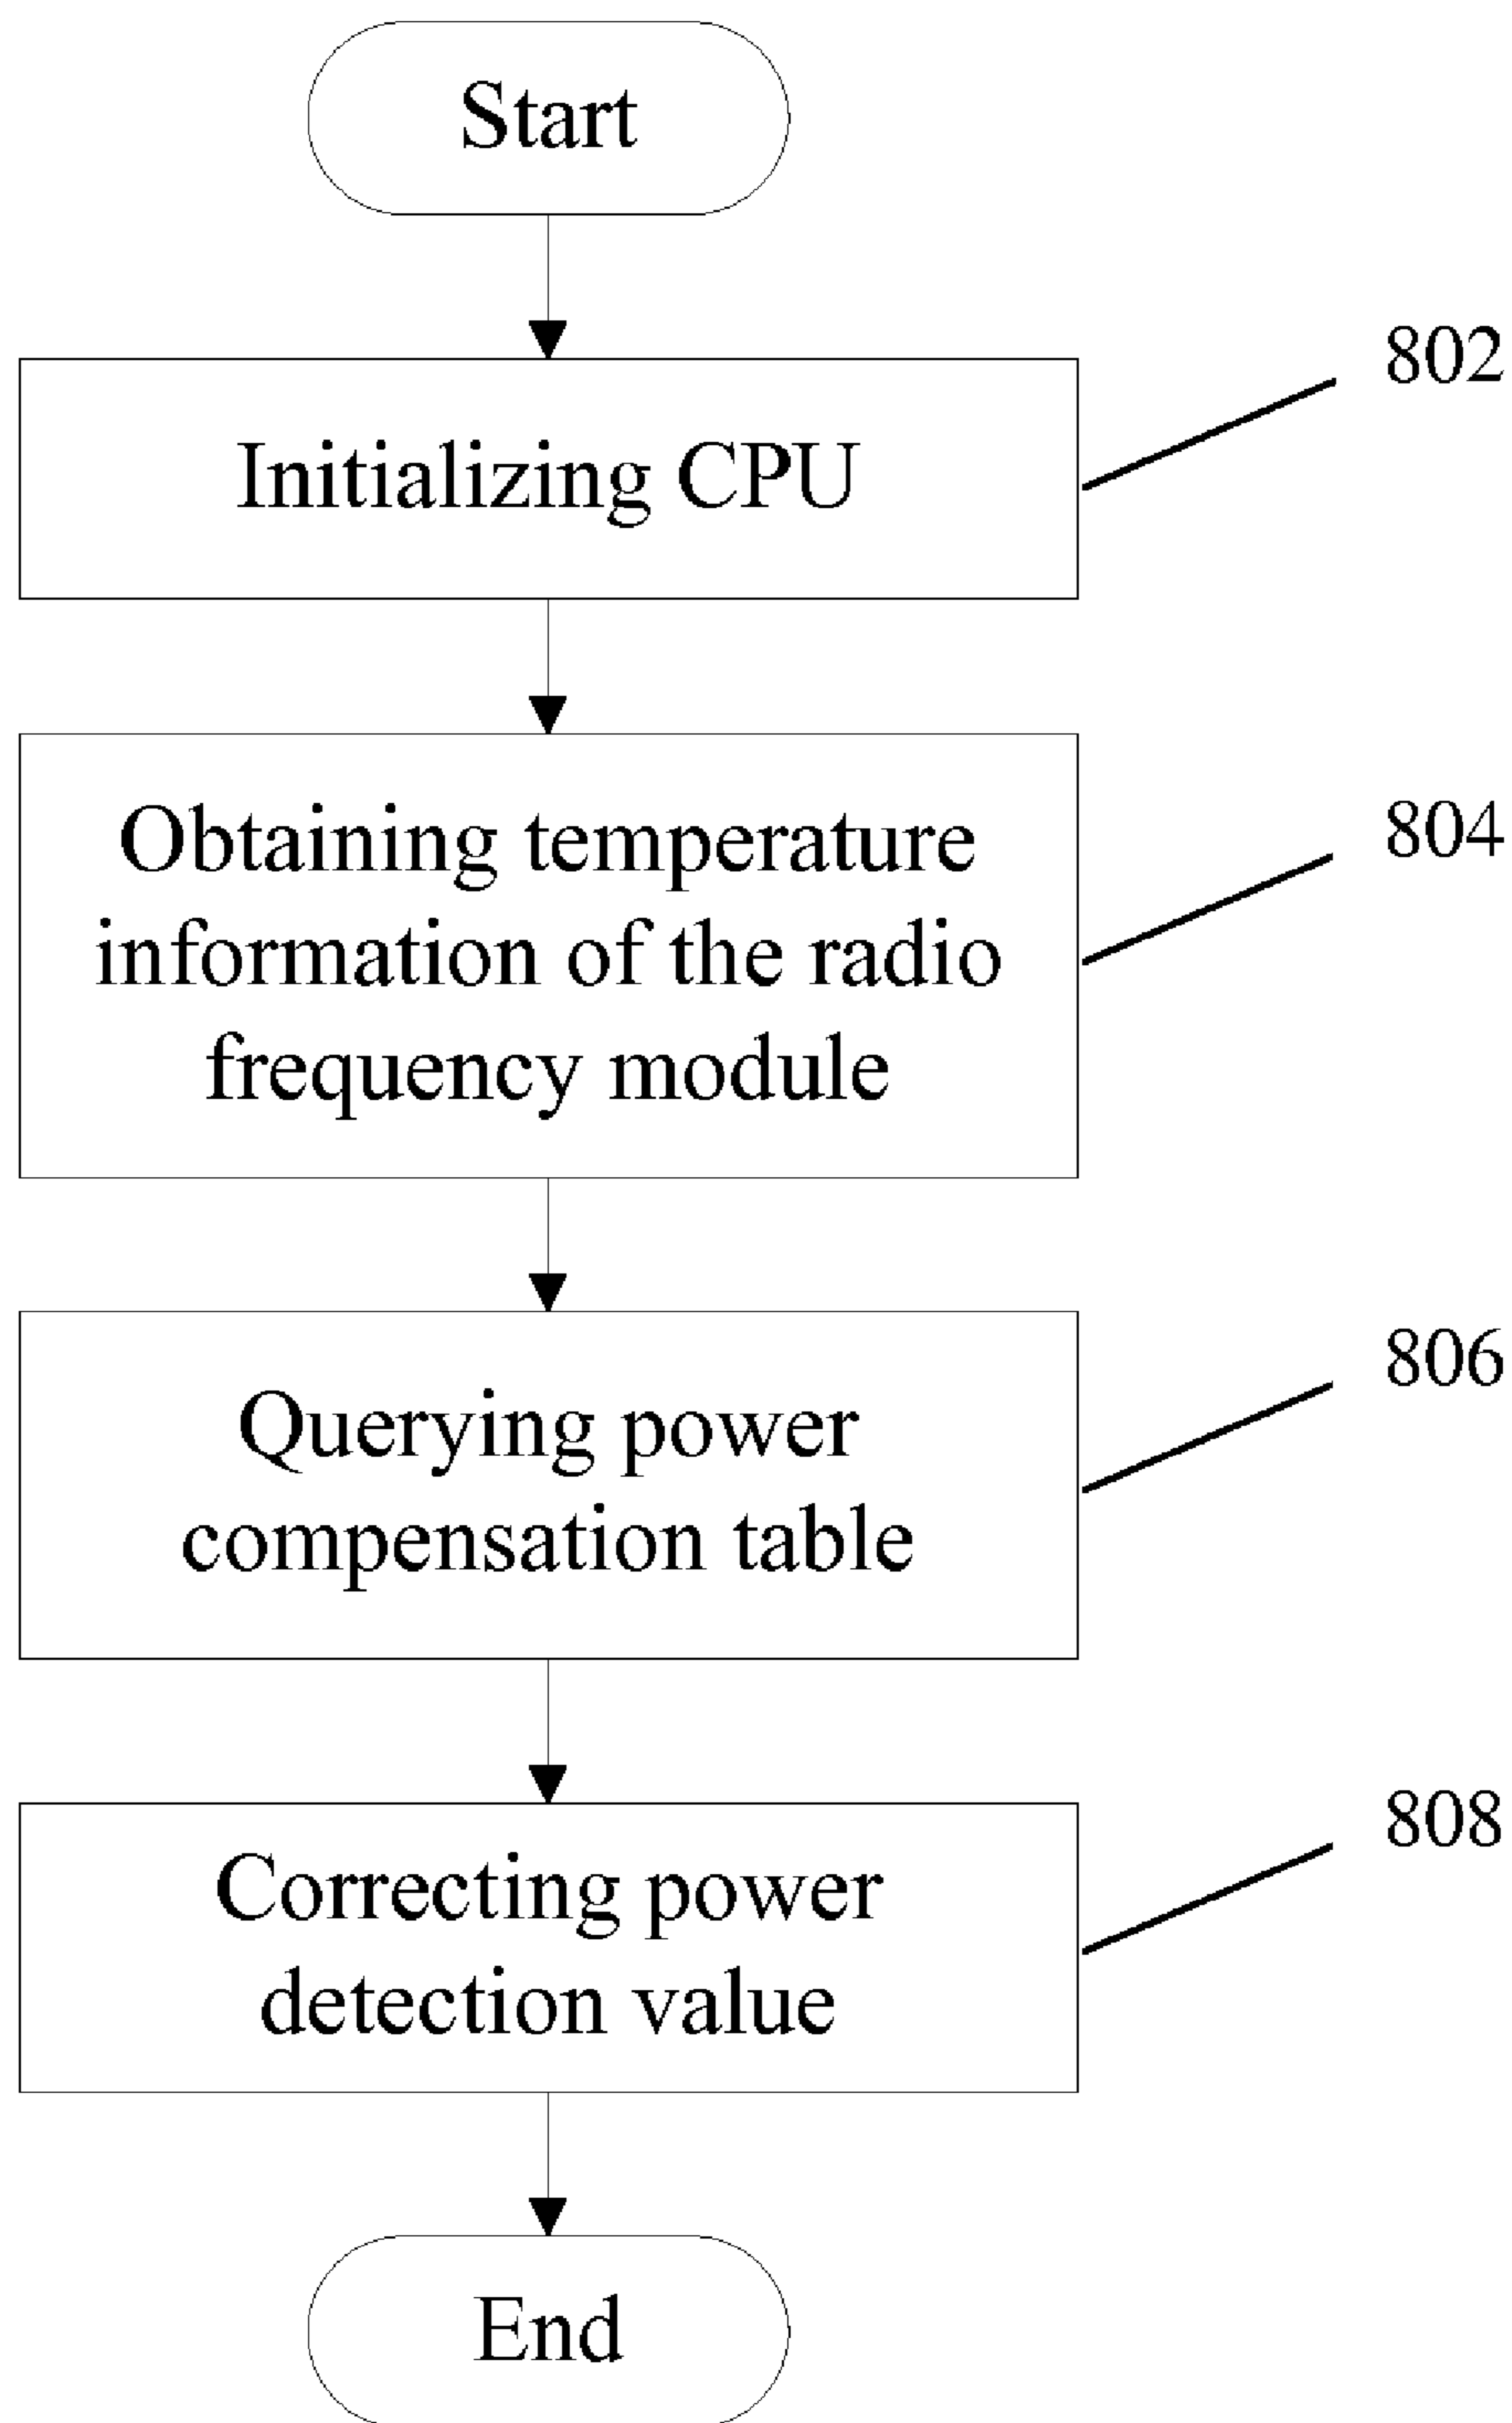 Start
802
Initializing CPU
804
Obtaining temperature
information of the radio
frequency module
806
Querying power
compensation table
808
Correcting power
detection value
End